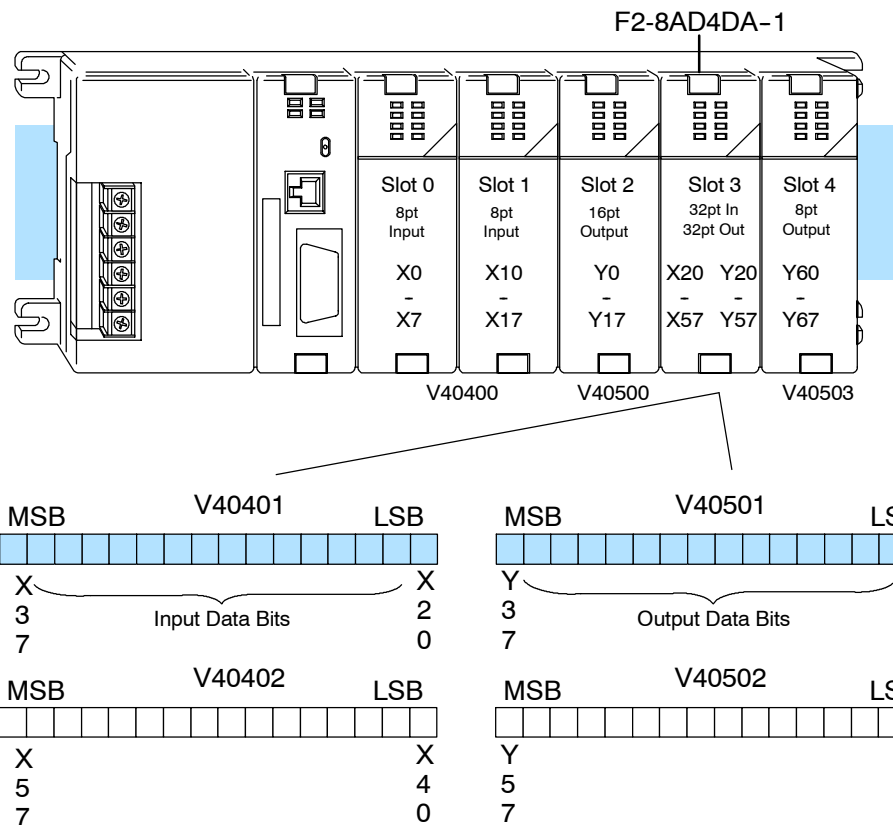 F2-8AD4DA-1
Slot 0 Slot 1 Slot 2 Slot 3 Slot 4
8pt 8pt 16pt 32pt In 8pt
Input Input Output 32pt Out Output
X0 X10 Y0 X20 Y20 Y60
- - - - - -
X7 X17 Y17 X57 Y57 Y67
V40400 V40500 V40503
V40401 V40501
MSB LSB MSB LS
X X Y
3 Input Data Bits 2 3 Output Data Bits
7 0 7
V40402 V40502
MSB LSB MSB LS
X X Y
5 4 5
7 0 7